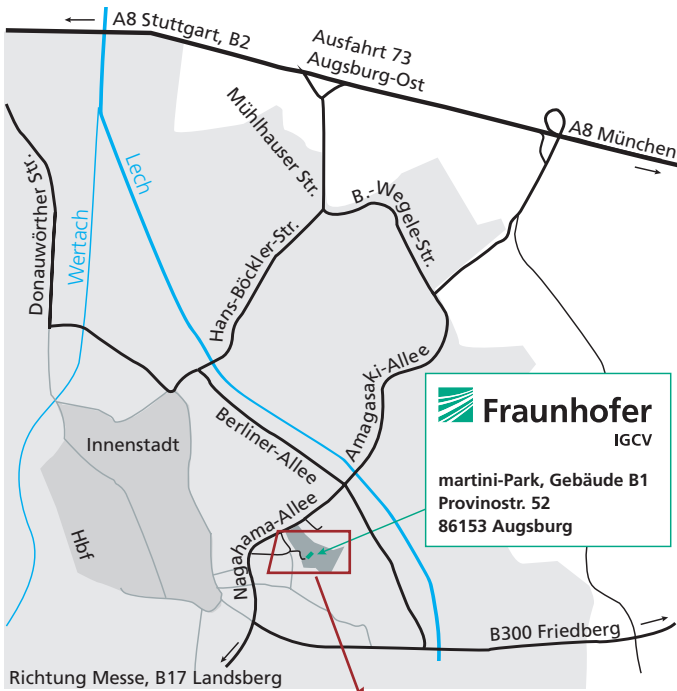 A8 Stuttgart, B2
Ausfahrt 73
Augsburg-Ost
A8 München
Mühlhauser Str.
B.-Wegele-Str.
Donauwörther Str.
Wertach
Lech
Hans-Böckler-Str.
Amagasaki-Allee
Berliner-Allee
Innenstadt
Hbf
Nagahama-Allee
Fraunhofer
IGCV
martini-Park, Gebäude B1
Provinostr. 52
86153 Augsburg
B300 Friedberg
Richtung Messe, B17 Landsberg